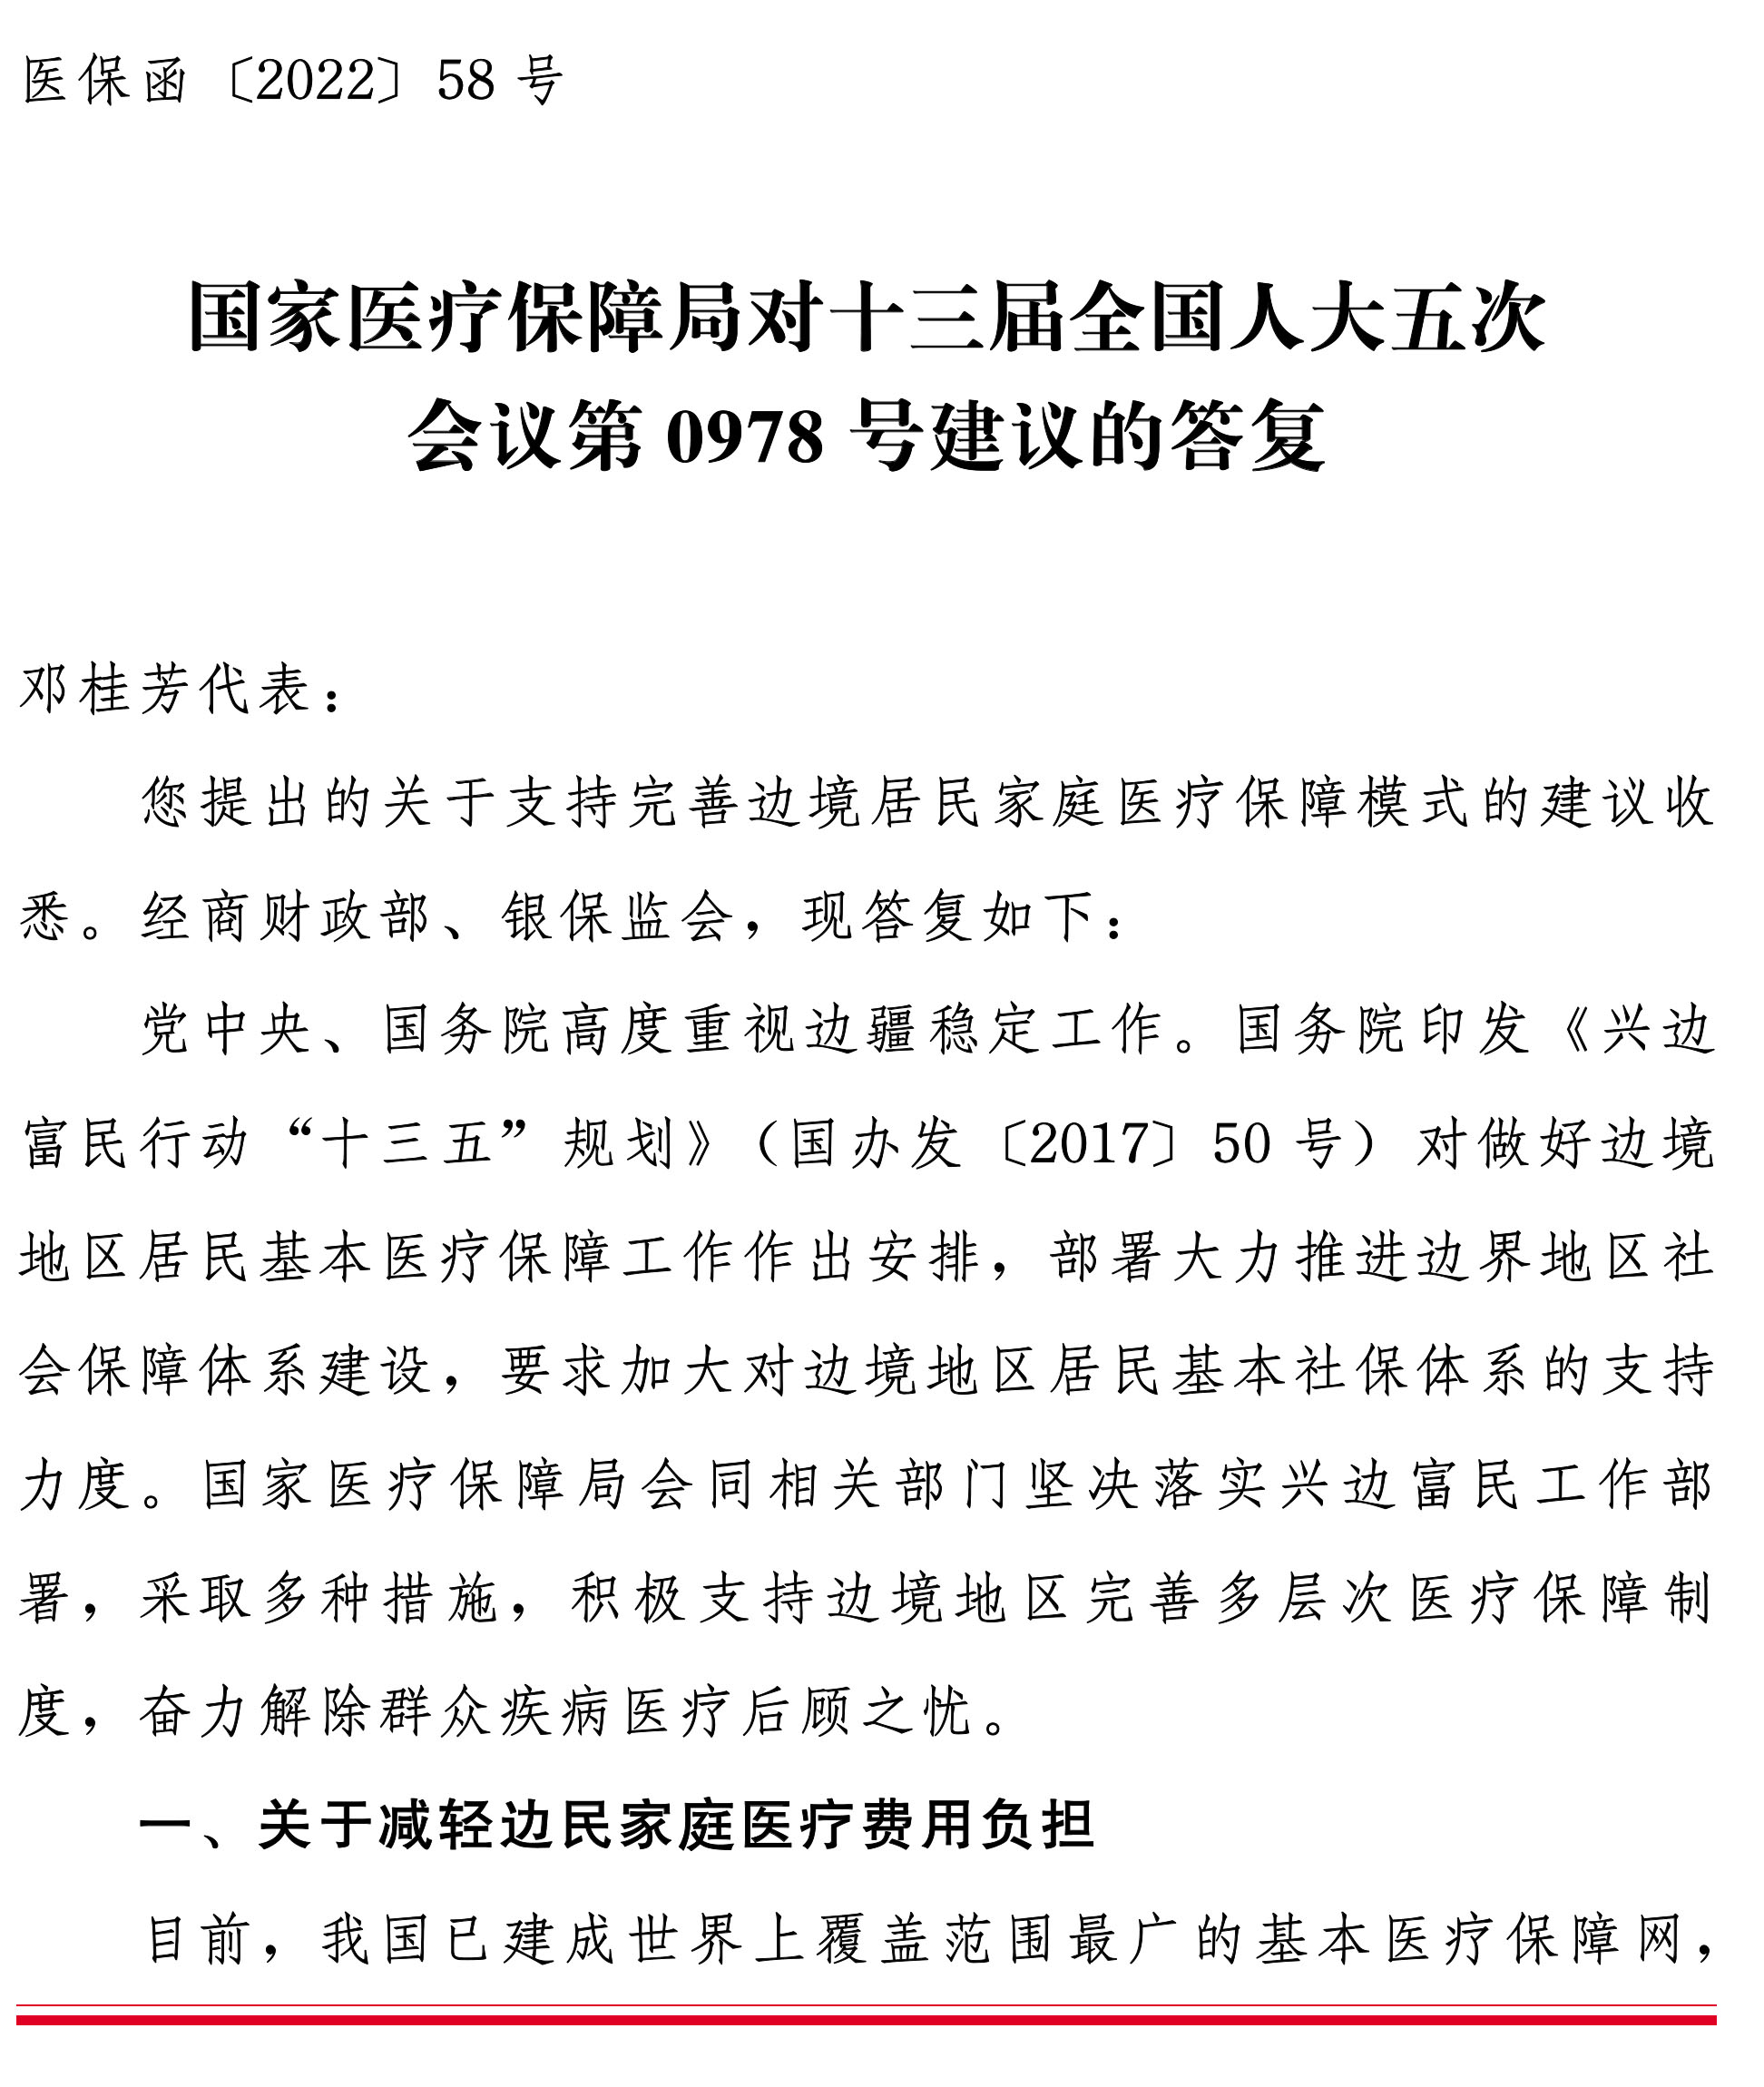 医保函〔2022〕58 号
国家医疗保障局对十三届全国人大五次
会议第 0978 号建议的答复
邓桂芳代表：
您提出的关于支持完善边境居民家庭医疗保障模式的建议收
悉。经商财政部、银保监会，现答复如下：
党中央、国务院高度重视边疆稳定工作。国务院印发《兴边
富民行动“十三五”规划》（国办发〔2017〕50 号）对做好边境
地区居民基本医疗保障工作作出安排，部署大力推进边界地区社
会保障体系建设，要求加大对边境地区居民基本社保体系的支持
力度。国家医疗保障局会同相关部门坚决落实兴边富民工作部
署，采取多种措施，积极支持边境地区完善多层次医疗保障制
度，奋力解除群众疾病医疗后顾之忧。
一、关于减轻边民家庭医疗费用负担
目前，我国已建成世界上覆盖范围最广的基本医疗保障网，